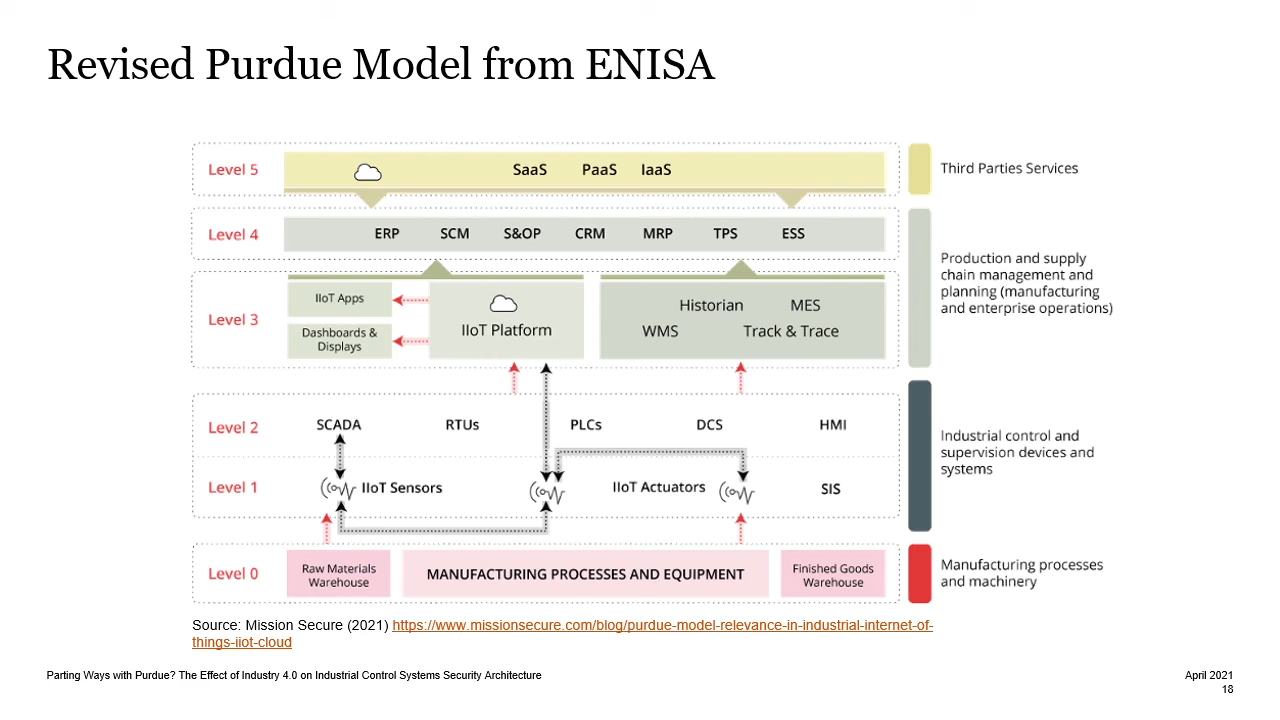 Revised Purdue Model from ENISA
Level 5
SaaS PaaS IaaS
Third Parties Services
Level 4
ERP SCM S&OP CRM MRP TPS ESS
Production and supply
chain management and
planning (manufacturing
and enterprise operations)
Level 3
IIoT Apps
Dashboards &
Displays
IIoT Platform
Historian MES
WMS Track & Trace
Level 2
SCADA RTUs PLCs DCS HMI
Industrial control and
supervision devices and
systems
Level 1
IIoT Sensors IIoT Actuators SIS
Level 0
Raw Materials
Warehouse
MANUFACTURING PROCESSES AND EQUIPMENT
Finished Goods
Warehouse
Manufacturing processes
and machinery
Source: Mission Secure (2021) https://www.missionsecure.com/blog/purdue-model-relevance-in-industrial-internet-of-
things-iiot-cloud
Parting Ways with Purdue? The Effect of Industry 4.0 on Industrial Control Systems Security Architecture
April 2021
18